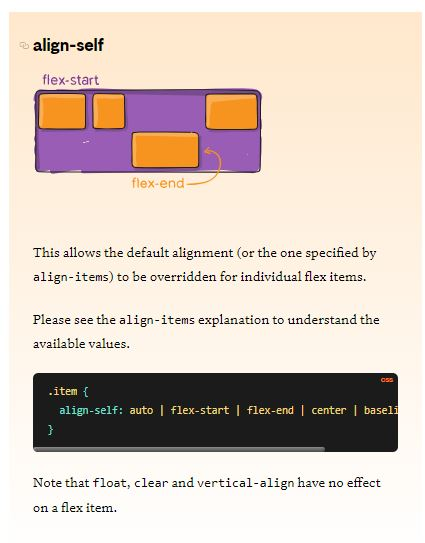 align-self
flex-start
flex-end
This allows the default alignment (or the one specified by
align-items) to be overridden for individual flex items.
Please see the align-items explanation to understand the
available values.
CSS
.item {
  align-self: auto | flex-start | flex-end | center | baseli
}
Note that float, clear and vertical-align have no effect
on a flex item.